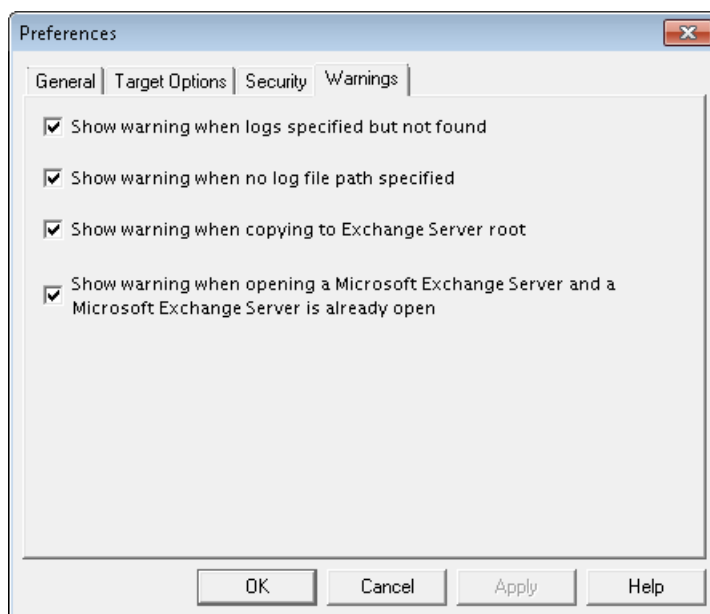 Preferences
General
Target Options
Security
Warnings
Show warning when logs specified but not found
Show warning when no log file path specified
Show warning when copying to Exchange Server root
Show warning when opening a Microsoft Exchange Server and a
Microsoft Exchange Server is already open
OK
Cancel
Apply
Help